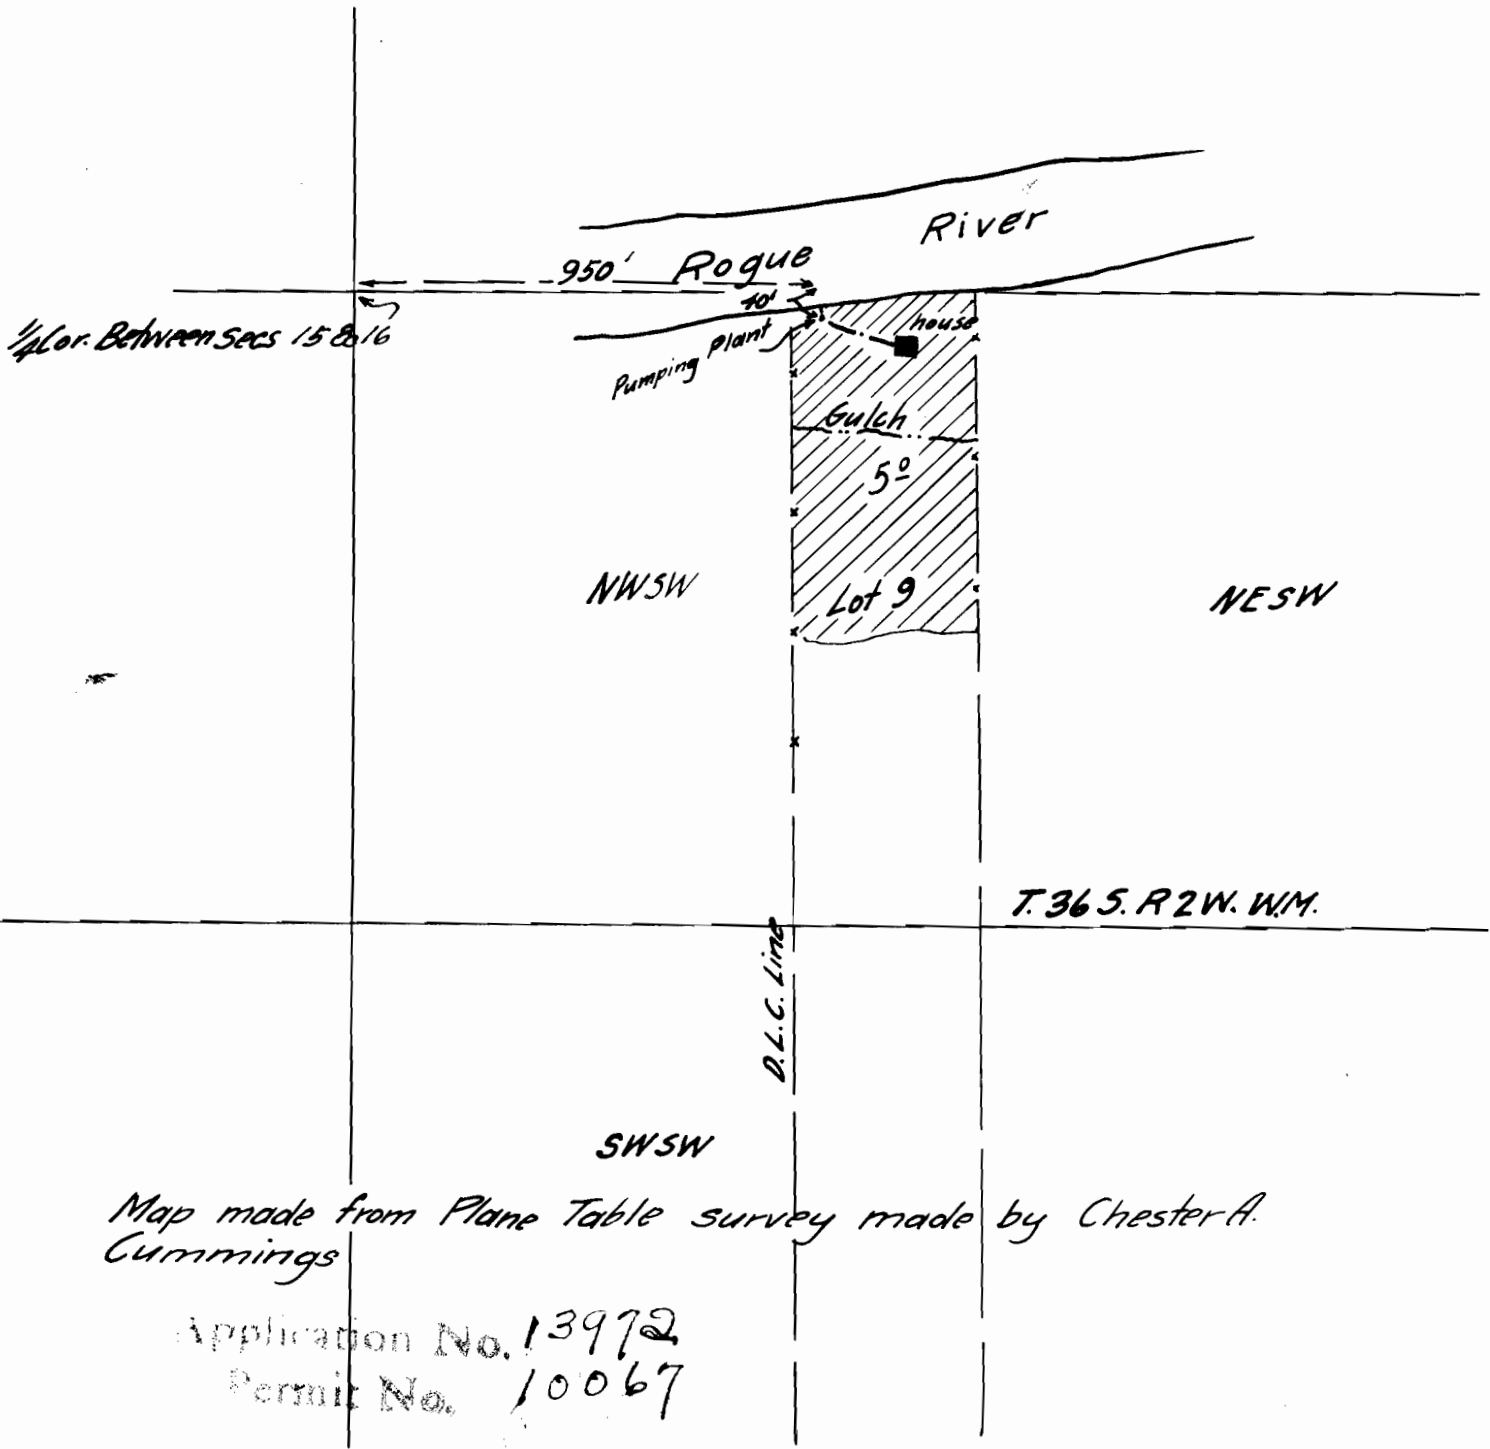 River
950' Rogue
40'
1/4 Cor. Between Secs 15 & 16
house
Pumping Plant
Gulch
5º
NWSW
Lot 9
NESW
T. 36 S. R 2 W. W.M.
D.L.C. Line
SWSW
Map made from Plane Table survey made by Chester A.
Cummings
Application No. 13972
Permit No. 10067